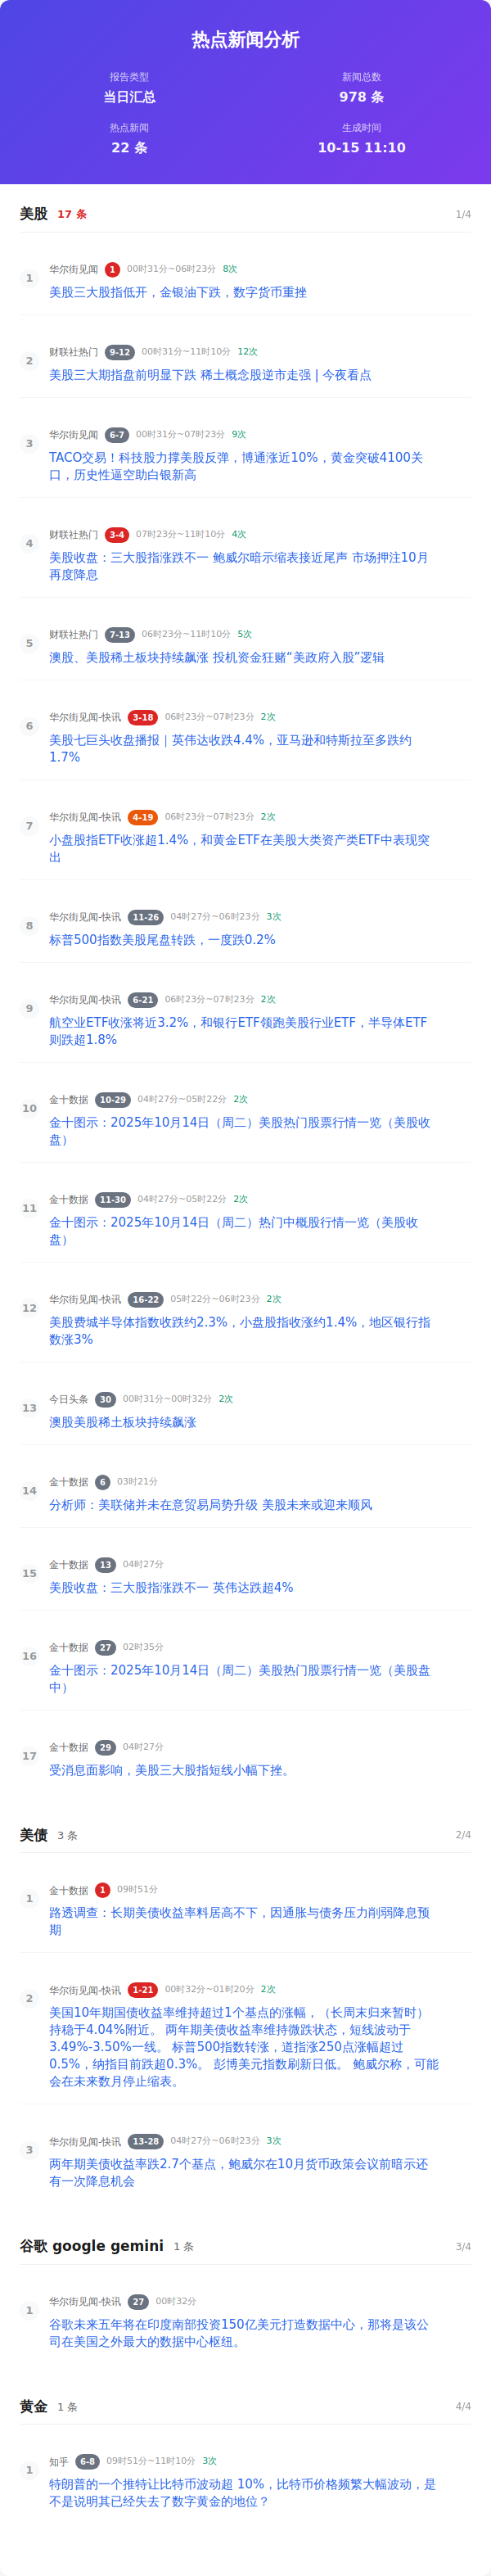 热点新闻分析
报告类型
当日汇总
新闻总数
978 条
热点新闻
22 条
生成时间
10-15 11:10
美股 17 条 1/4
1 华尔街见闻 1 00时31分~06时23分 8次
美股三大股指低开，金银油下跌，数字货币重挫
2 财联社热门 9-12 00时31分~11时10分 12次
美股三大期指盘前明显下跌 稀土概念股逆市走强 | 今夜看点
3 华尔街见闻 6-7 00时31分~07时23分 9次
TACO交易！科技股力撑美股反弹，博通涨近10%，黄金突破4100关
口，历史性逼空助白银新高
4 财联社热门 3-4 07时23分~11时10分 4次
美股收盘：三大股指涨跌不一 鲍威尔暗示缩表接近尾声 市场押注10月
再度降息
5 财联社热门 7-13 06时23分~11时10分 5次
澳股、美股稀土板块持续飙涨 投机资金狂赌“美政府入股”逻辑
6 华尔街见闻-快讯 3-18 06时23分~07时23分 2次
美股七巨头收盘播报｜英伟达收跌4.4%，亚马逊和特斯拉至多跌约
1.7%
7 华尔街见闻-快讯 4-19 06时23分~07时23分 2次
小盘股指ETF收涨超1.4%，和黄金ETF在美股大类资产类ETF中表现突
出
8 华尔街见闻-快讯 11-26 04时27分~06时23分 3次
标普500指数美股尾盘转跌，一度跌0.2%
9 华尔街见闻-快讯 6-21 06时23分~07时23分 2次
航空业ETF收涨将近3.2%，和银行ETF领跑美股行业ETF，半导体ETF
则跌超1.8%
10 金十数据 10-29 04时27分~05时22分 2次
金十图示：2025年10月14日（周二）美股热门股票行情一览（美股收
盘）
11 金十数据 11-30 04时27分~05时22分 2次
金十图示：2025年10月14日（周二）热门中概股行情一览（美股收
盘）
12 华尔街见闻-快讯 16-22 05时22分~06时23分 2次
美股费城半导体指数收跌约2.3%，小盘股指收涨约1.4%，地区银行指
数涨3%
13 今日头条 30 00时31分~00时32分 2次
澳股美股稀土板块持续飙涨
14 金十数据 6 03时21分
分析师：美联储并未在意贸易局势升级 美股未来或迎来顺风
15 金十数据 13 04时27分
美股收盘：三大股指涨跌不一 英伟达跌超4%
16 金十数据 27 02时35分
金十图示：2025年10月14日（周二）美股热门股票行情一览（美股盘
中）
17 金十数据 29 04时27分
受消息面影响，美股三大股指短线小幅下挫。
美债 3 条 2/4
1 金十数据 1 09时51分
路透调查：长期美债收益率料居高不下，因通胀与债务压力削弱降息预
期
2 华尔街见闻-快讯 1-21 00时32分~01时20分 2次
美国10年期国债收益率维持超过1个基点的涨幅，（长周末归来暂时）
持稳于4.04%附近。 两年期美债收益率维持微跌状态，短线波动于
3.49%-3.50%一线。 标普500指数转涨，道指涨250点涨幅超过
0.5%，纳指目前跌超0.3%。 彭博美元指数刷新日低。 鲍威尔称，可能
会在未来数月停止缩表。
3 华尔街见闻-快讯 13-28 04时27分~06时23分 3次
两年期美债收益率跌2.7个基点，鲍威尔在10月货币政策会议前暗示还
有一次降息机会
谷歌 google gemini 1 条 3/4
1 华尔街见闻-快讯 27 00时32分
谷歌未来五年将在印度南部投资150亿美元打造数据中心，那将是该公
司在美国之外最大的数据中心枢纽。
黄金 1 条 4/4
1 知乎 6-8 09时51分~11时10分 3次
特朗普的一个推特让比特币波动超 10%，比特币价格频繁大幅波动，是
不是说明其已经失去了数字黄金的地位？